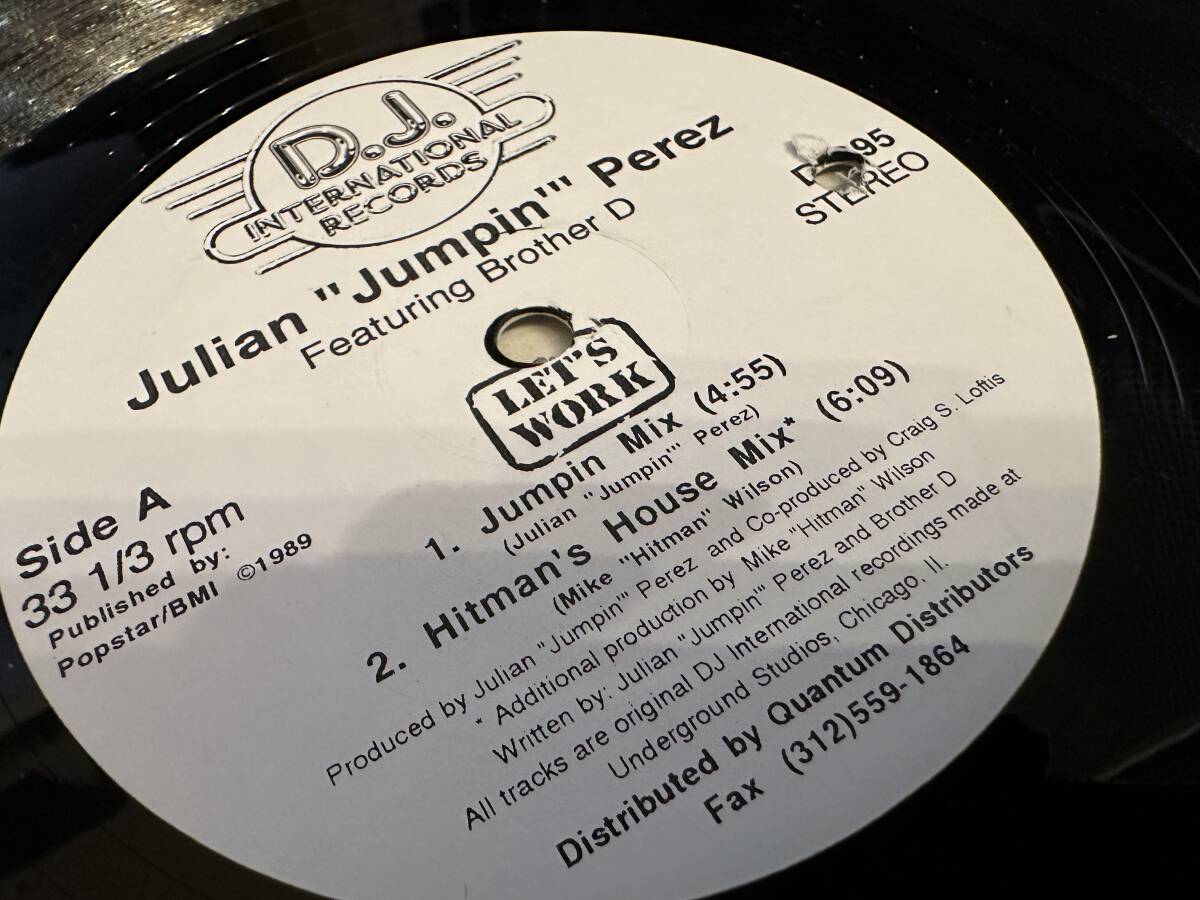 D.J.
INTERNATIONAL
RECORDS
Julian "Jumpin'" Perez
Featuring Brother D
STEREO
LET'S
WORK
Side A
33 1/3 rpm
Published by:
Popstar/BMI ©1989
1. Jumpin Mix (4:55)
(Julian "Jumpin'" Perez)
2. Hitman's House Mix* (6:09)
(Mike "Hitman" Wilson)
Produced by Julian "Jumpin'" Perez and Co-produced by Craig S. Loftis
* Additional production by Mike "Hitman" Wilson
Written by: Julian "Jumpin'" Perez and Brother D
All tracks are original DJ International recordings made at
Underground Studios, Chicago, Il.
Distributed by Quantum Distributors
Fax (312)559-1864